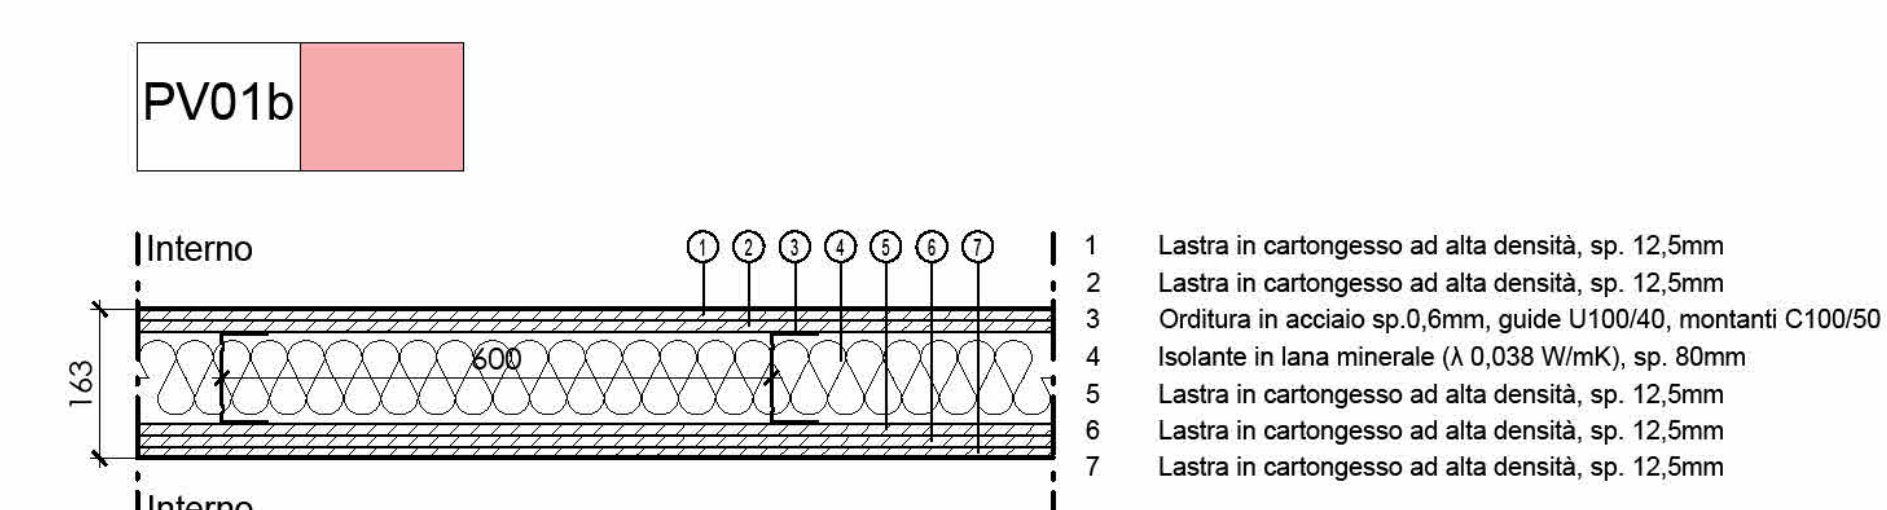 PV01b
Interno
1 2 3 4 5 6 7
163
600
1 Lastra in cartongesso ad alta densità, sp. 12,5mm
2 Lastra in cartongesso ad alta densità, sp. 12,5mm
3 Orditura in acciaio sp.0,6mm, guide U100/40, montanti C100/50
4 Isolante in lana minerale (λ 0,038 W/mK), sp. 80mm
5 Lastra in cartongesso ad alta densità, sp. 12,5mm
6 Lastra in cartongesso ad alta densità, sp. 12,5mm
7 Lastra in cartongesso ad alta densità, sp. 12,5mm
Interno